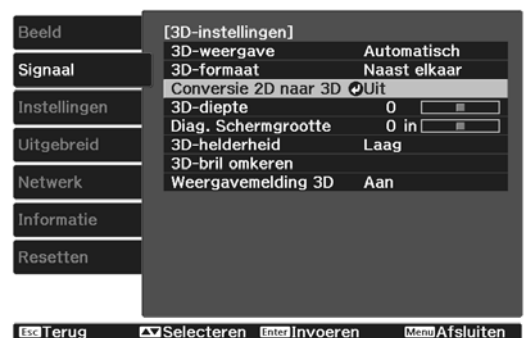 Beeld
Signaal
Instellingen
Uitgebreid
Netwerk
Informatie
Resetten
[3D-instellingen]
3D-weergave Automatisch
3D-formaat Naast elkaar
Conversie 2D naar 3D Uit
3D-diepte 0
Diag. Schermgrootte 0 in
3D-helderheid Laag
3D-bril omkeren
Weergavemelding 3D Aan
Esc Terug Selecteren Enter Invoeren Menu Afsluiten